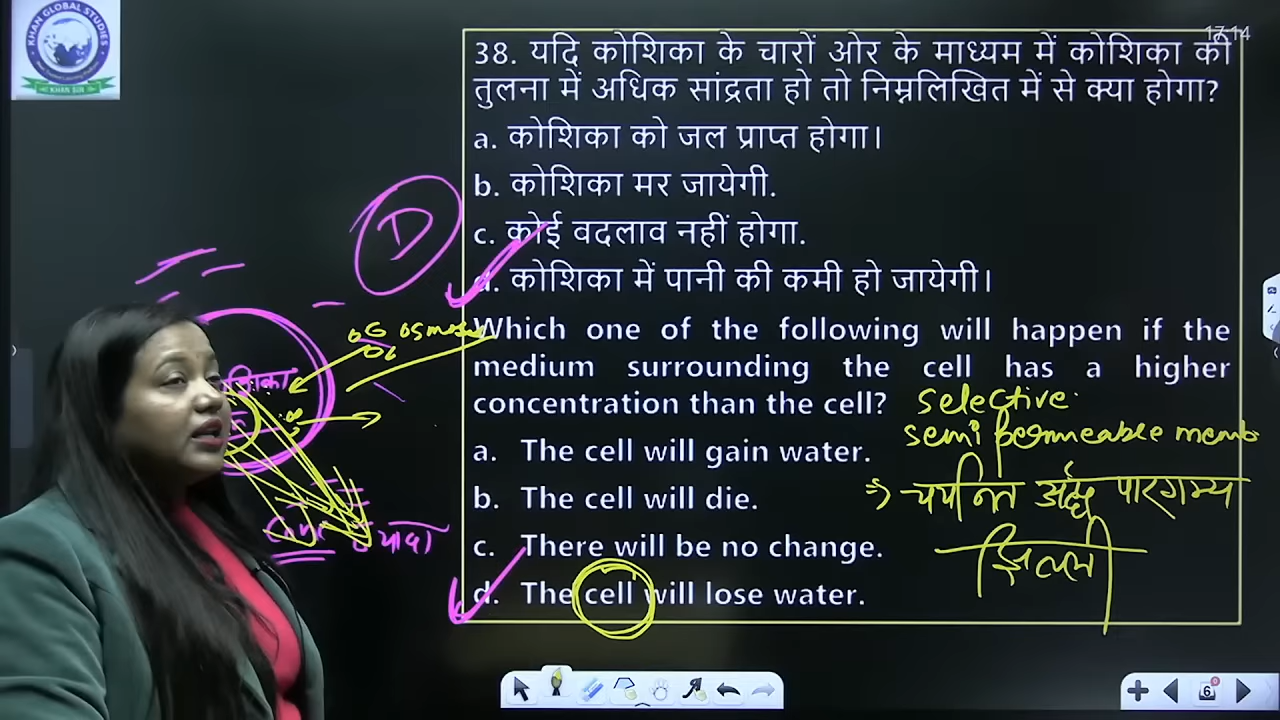 KHAN GLOBAL STUDIES
KHAN SIR
17:14
38. यदि कोशिका के चारों ओर के माध्यम में कोशिका की
तुलना में अधिक सांद्रता हो तो निम्नलिखित में से क्या होगा?
a. कोशिका को जल प्राप्त होगा।
b. कोशिका मर जायेगी.
c. कोई वदलाव नहीं होगा.
d. कोशिका में पानी की कमी हो जायेगी।
D
Which one of the following will happen if the
medium surrounding the cell has a higher
concentration than the cell?
selective
semi permeable memb
a. The cell will gain water.
b. The cell will die.
चयनित अर्द्ध पारगम्य
झिल्ली
c. There will be no change.
d. The cell will lose water.
6